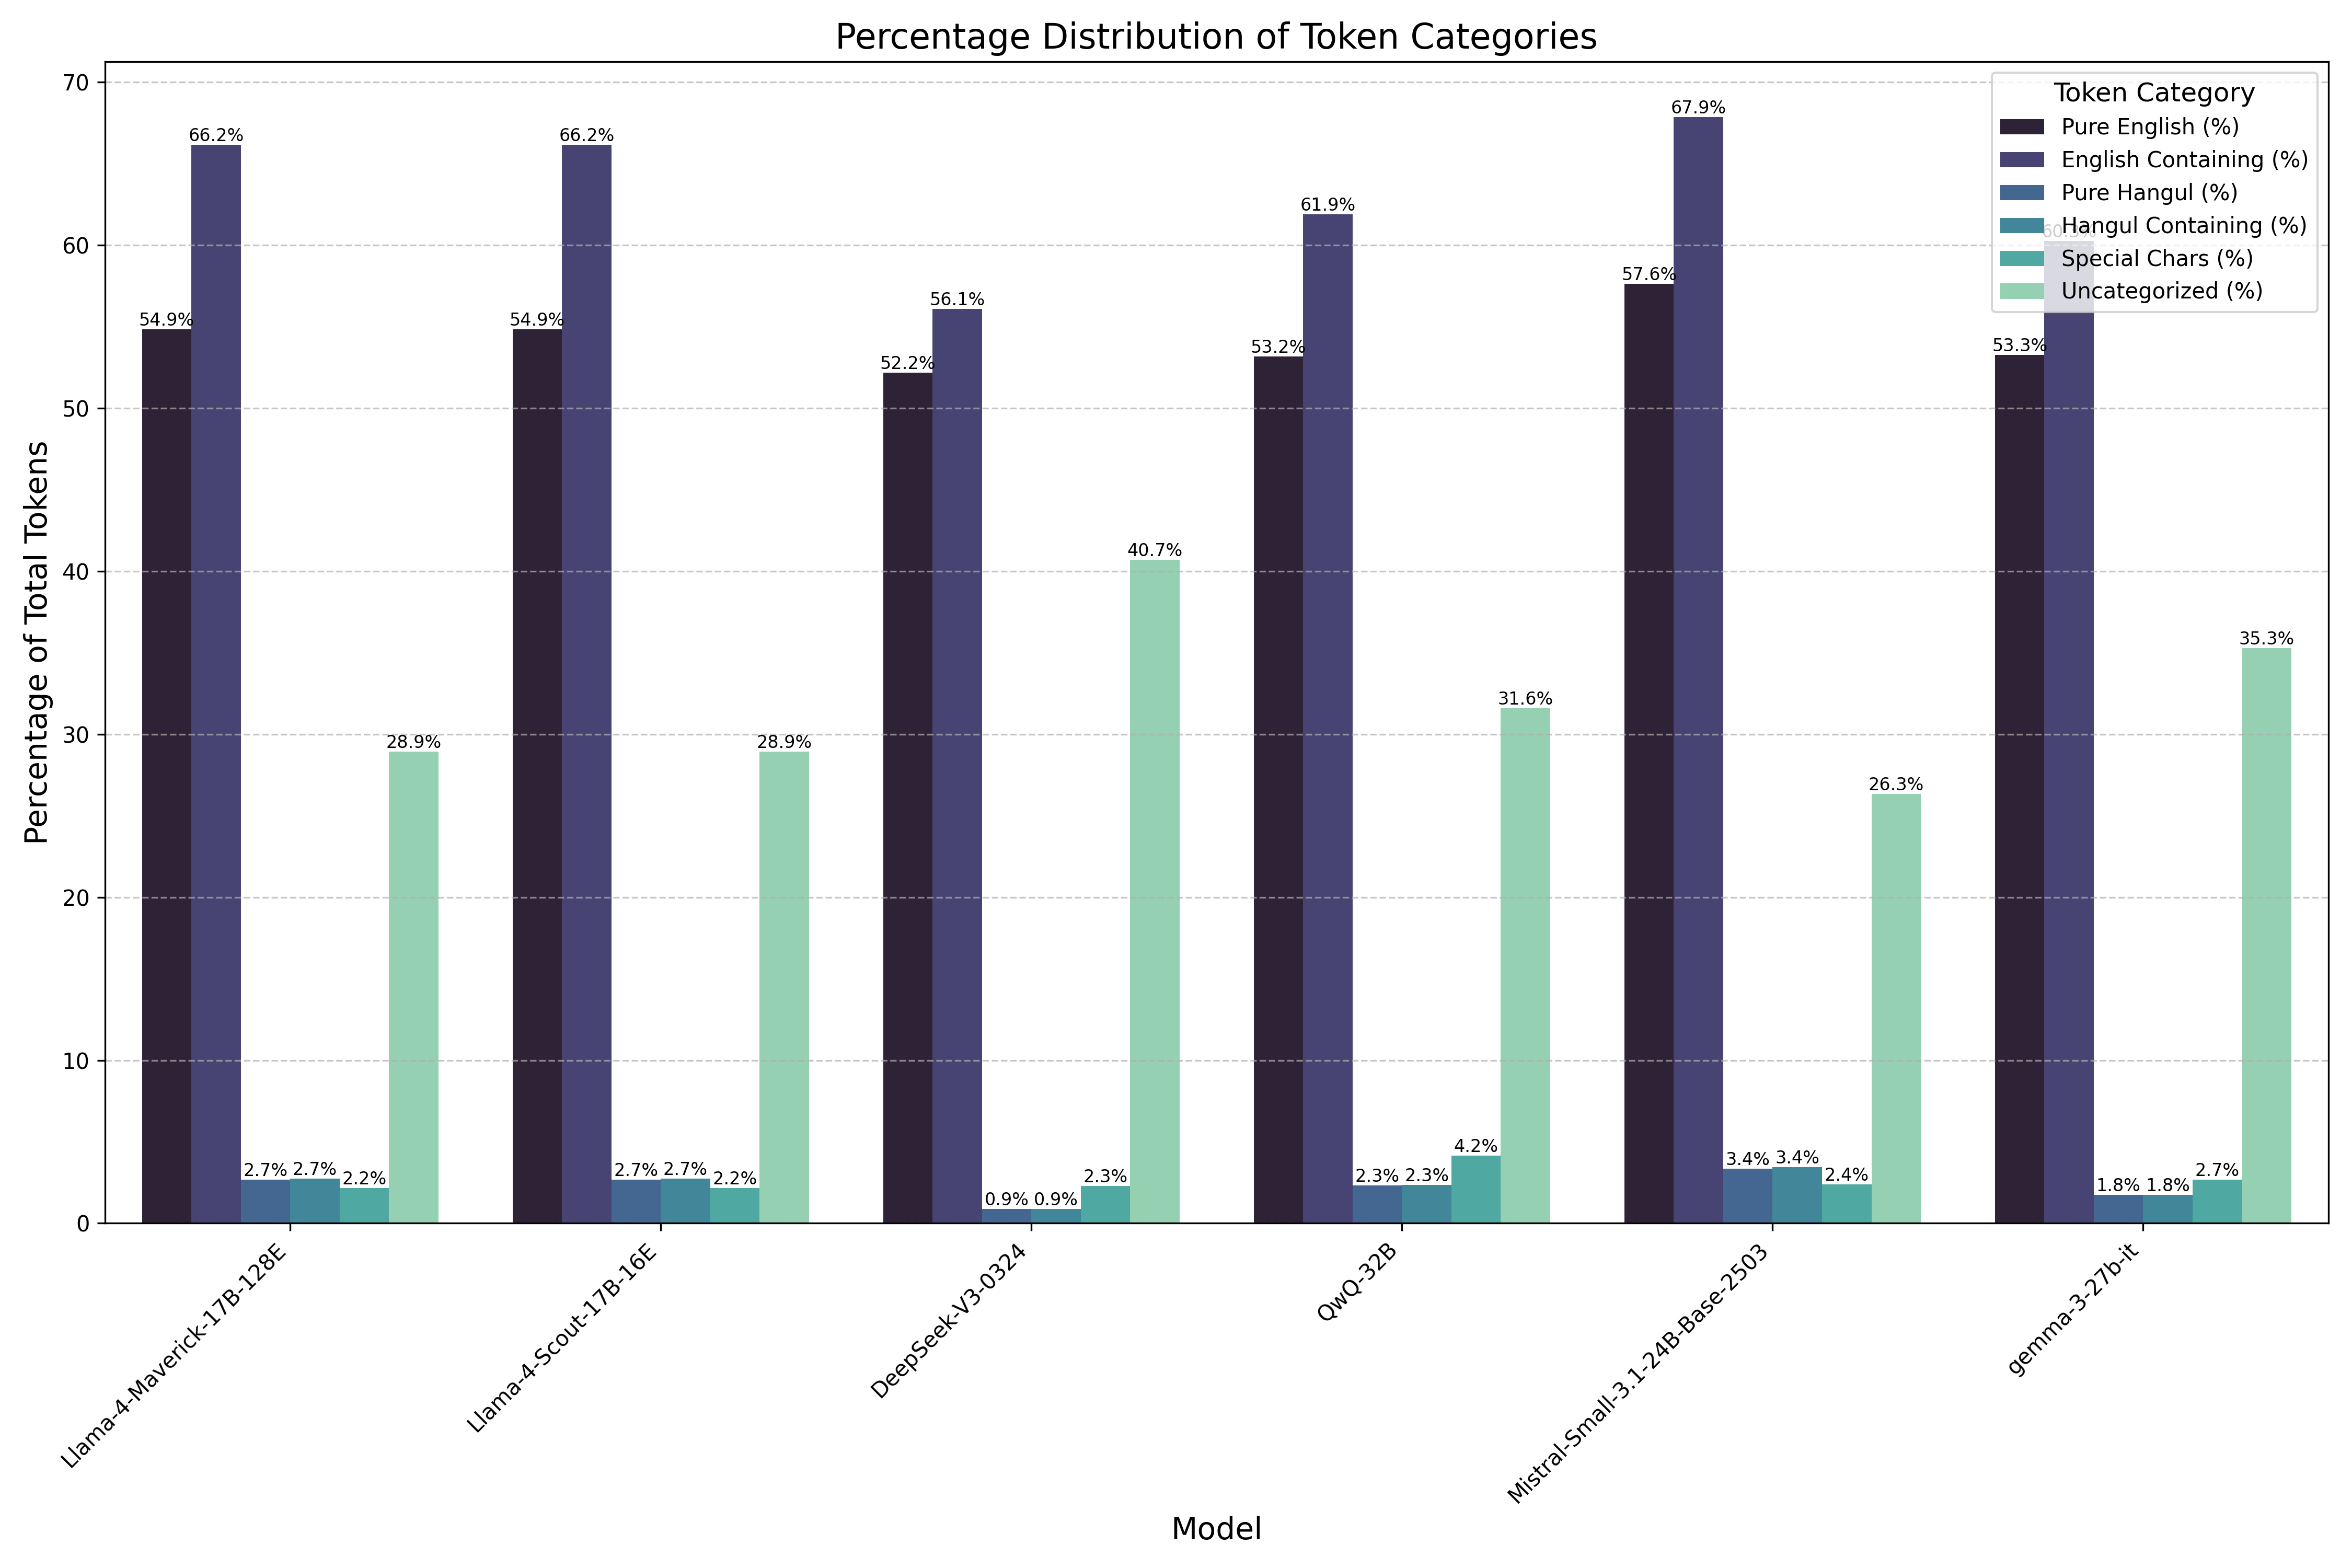 Percentage Distribution of Token Categories
Percentage of Total Tokens
70
60
50
40
30
20
10
0
Token Category
Pure English (%)
English Containing (%)
Pure Hangul (%)
Hangul Containing (%)
Special Chars (%)
Uncategorized (%)
54.9%
66.2%
2.7%
2.7%
2.2%
28.9%
54.9%
66.2%
2.7%
2.7%
2.2%
28.9%
52.2%
56.1%
0.9%
0.9%
2.3%
40.7%
53.2%
61.9%
2.3%
2.3%
4.2%
31.6%
57.6%
67.9%
3.4%
3.4%
2.4%
26.3%
53.3%
1.8%
1.8%
2.7%
35.3%
Llama-4-Maverick-17B-128E
Llama-4-Scout-17B-16E
DeepSeek-V3-0324
QwQ-32B
Mistral-Small-3.1-24B-Base-2503
gemma-3-27b-it
Model